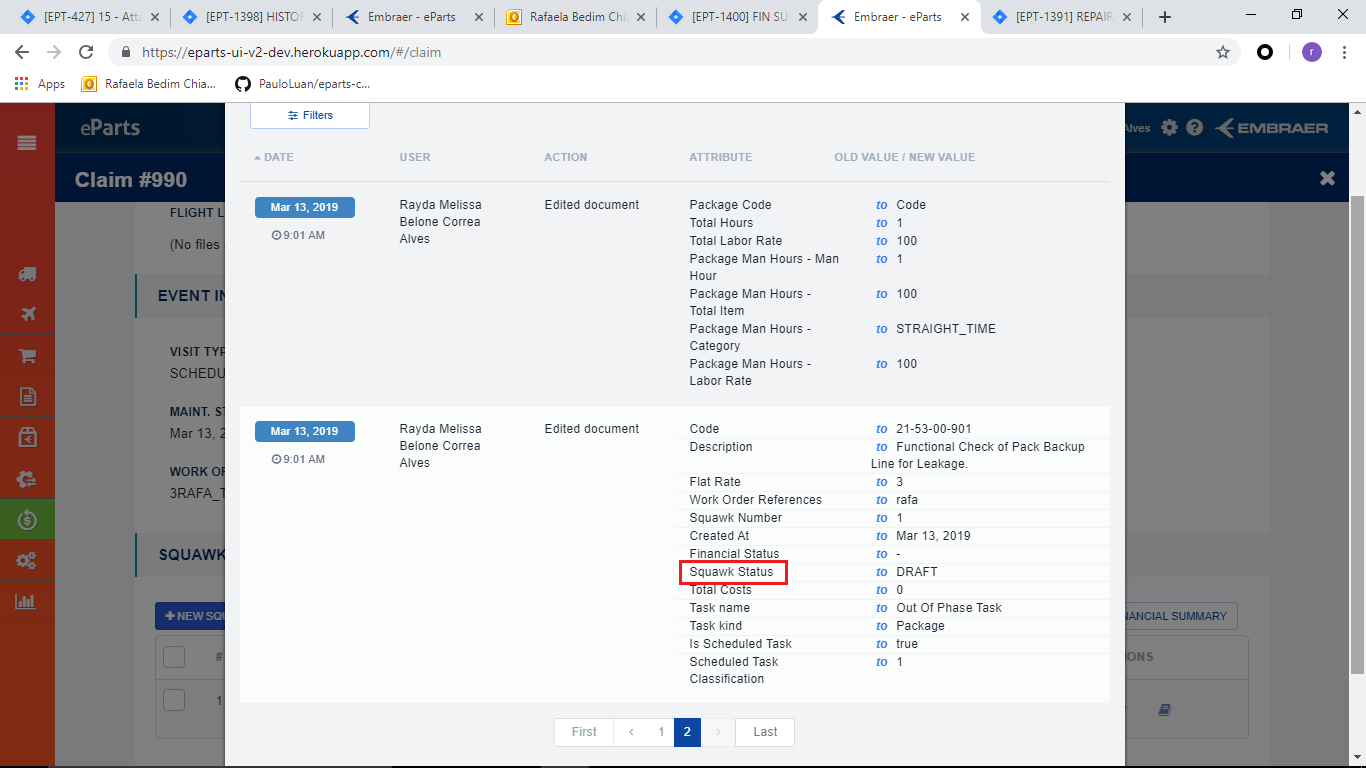 [EPT-427] 15 - Atta
[EPT-1398] HISTOR
Embraer - eParts
Rafaela Bedim Chia
[EPT-1400] FIN SU
Embraer - eParts
[EPT-1391] REPAIR
https://eparts-ui-v2-dev.herokuapp.com/#/claim
r
Apps
Rafaela Bedim Chia...
PauloLuan/eparts-c...
eParts
Alves
EMBRAER
Claim #990
Filters
DATE USER ACTION ATTRIBUTE OLD VALUE / NEW VALUE
FLIGHT L
(No files
EVENT IN
VISIT TYP
SCHEDU
MAINT. S
Mar 13, 2
WORK OR
3RAFA_T
SQUAWK
NEW SQU
#
1
Mar 13, 2019
9:01 AM
Rayda Melissa
Belone Correa
Alves
Edited document
Package Code to Code
Total Hours to 1
Total Labor Rate to 100
Package Man Hours - Man to 1
Hour
Package Man Hours - to 100
Total Item
Package Man Hours - to STRAIGHT_TIME
Category
Package Man Hours - to 100
Labor Rate
Mar 13, 2019
9:01 AM
Rayda Melissa
Belone Correa
Alves
Edited document
Code to 21-53-00-901
Description to Functional Check of Pack Backup
Line for Leakage.
Flat Rate to 3
Work Order References to rafa
Squawk Number to 1
Created At to Mar 13, 2019
Financial Status to -
Squawk Status to DRAFT
Total Costs to 0
Task name to Out Of Phase Task
Task kind to Package
Is Scheduled Task to true
Scheduled Task to 1
Classification
NANCIAL SUMMARY
ONS
First ‹ 1 2 › Last